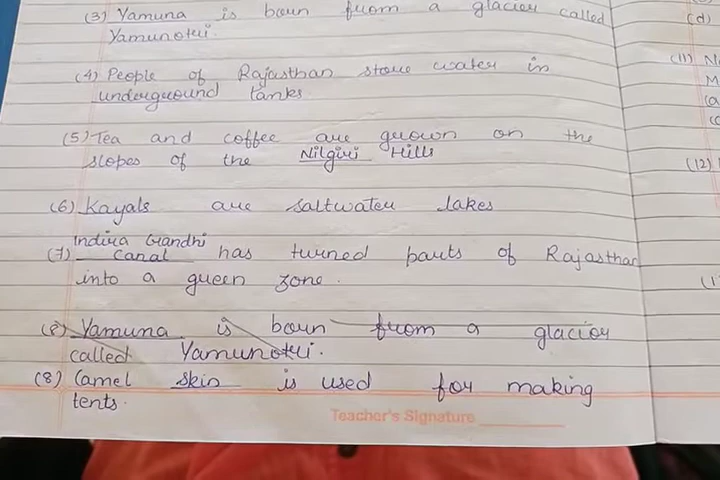 (3) Yamuna is born from a glacier called
Yamunotri.
(4) People of Rajasthan store water in
underground tanks
(5) Tea and coffee are grown on the
slopes of the Nilgiri Hills
(6) Kayals are saltwater lakes
(7) Indira Gandhi canal has turned parts of Rajasthan
into a green zone.
(8) Yamuna is born from a glacier
called Yamunotri.
(8) Camel skin is used for making
tents.
Teacher's Signature
(d)
(11) N
M
(a
(c
(12)
(1